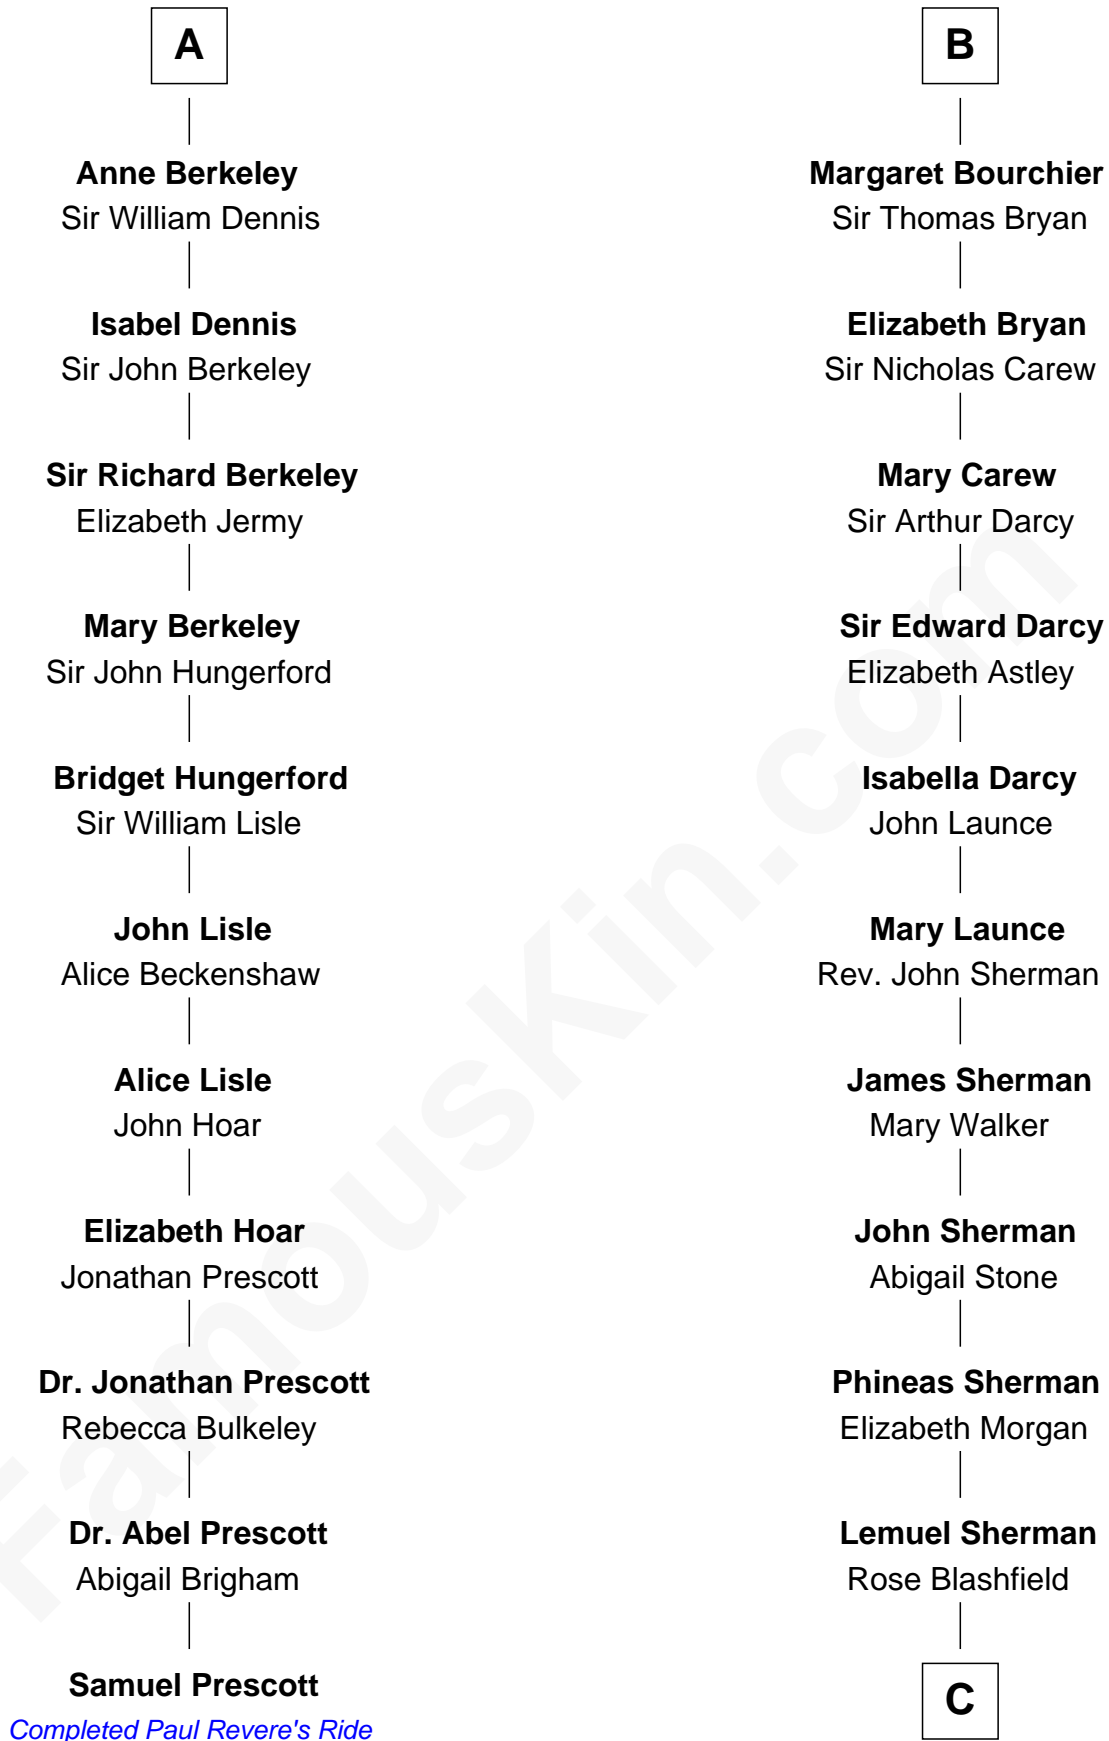 A
Anne Berkeley
Sir William Dennis
Isabel Dennis
Sir John Berkeley
Sir Richard Berkeley
Elizabeth Jermy
Mary Berkeley
Sir John Hungerford
Bridget Hungerford
Sir William Lisle
John Lisle
Alice Beckenshaw
Alice Lisle
John Hoar
Elizabeth Hoar
Jonathan Prescott
Dr. Jonathan Prescott
Rebecca Bulkeley
Dr. Abel Prescott
Abigail Brigham
Samuel Prescott
Completed Paul Revere's Ride
B
Margaret Bourchier
Sir Thomas Bryan
Elizabeth Bryan
Sir Nicholas Carew
Mary Carew
Sir Arthur Darcy
Sir Edward Darcy
Elizabeth Astley
Isabella Darcy
John Launce
Mary Launce
Rev. John Sherman
James Sherman
Mary Walker
John Sherman
Abigail Stone
Phineas Sherman
Elizabeth Morgan
Lemuel Sherman
Rose Blashfield
C
FamousKin.com